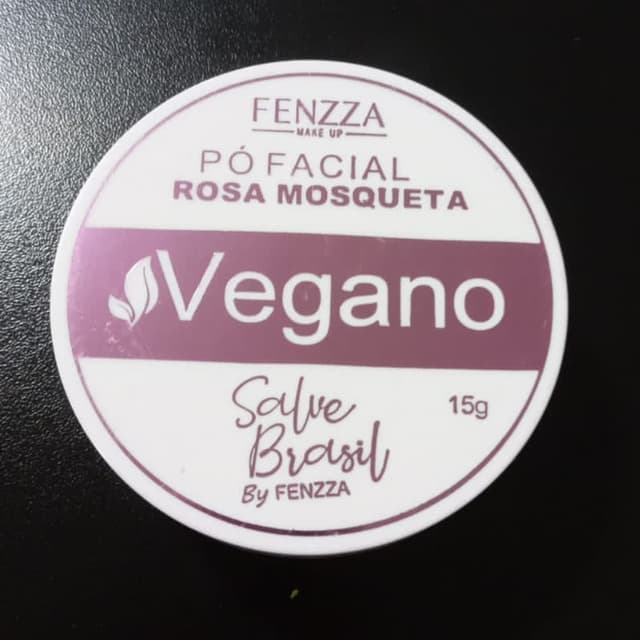 FENZZA
MAKE UP
PÓ FACIAL
ROSA MOSQUETA
Vegano
Salve
Brasil
15g
By FENZZA